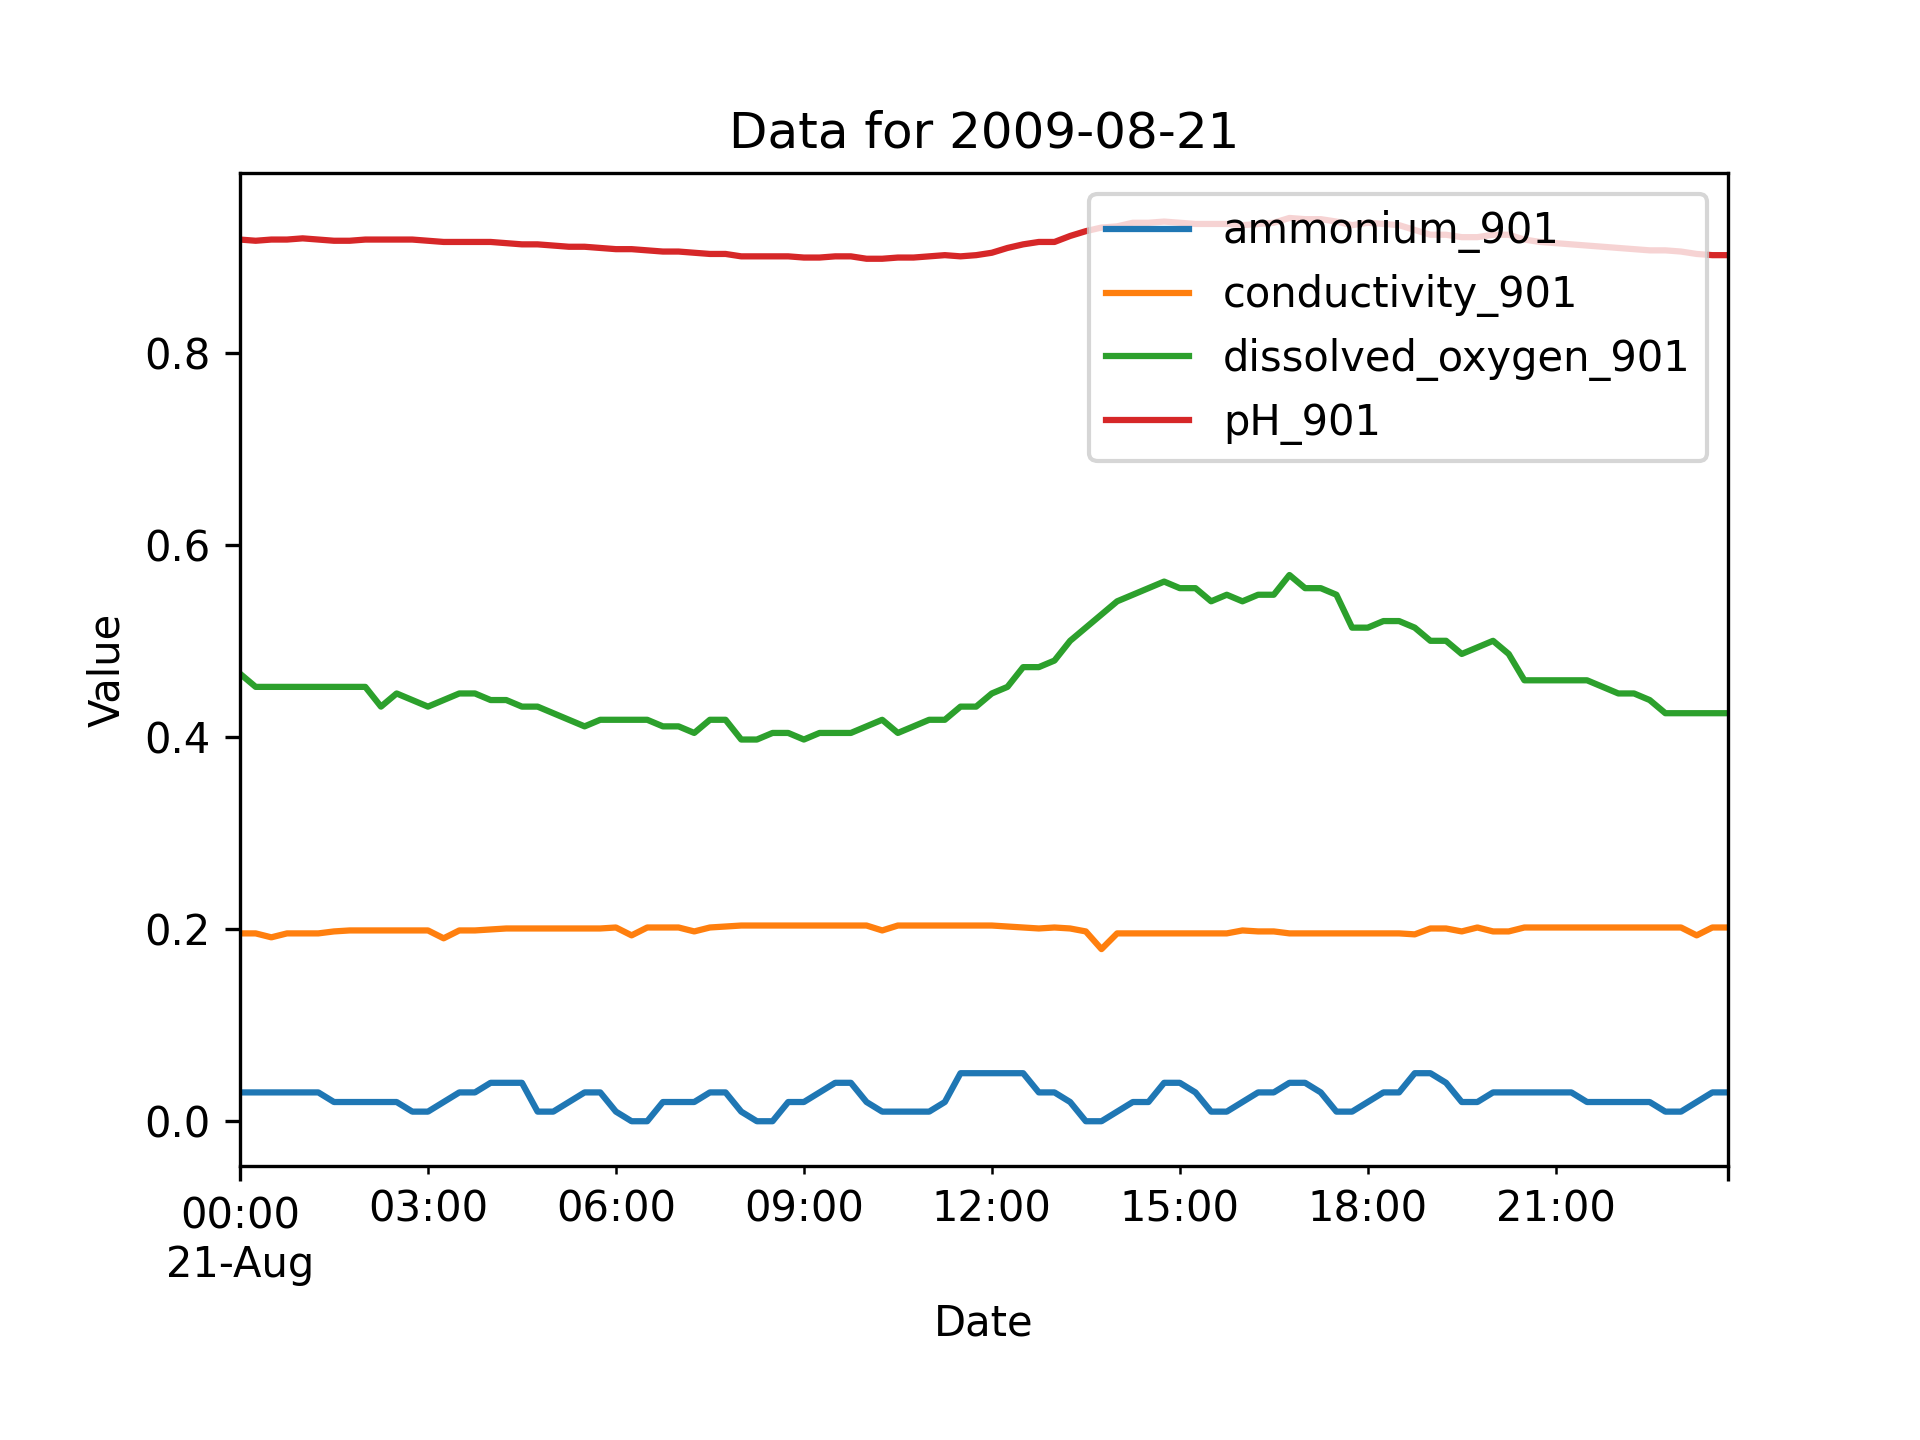 Data for 2009-08-21
ammonium_901
conductivity_901
dissolved_oxygen_901
pH_901
Value
0.8
0.6
0.4
0.2
0.0
00:00 03:00 06:00 09:00 12:00 15:00 18:00 21:00
21-Aug
Date